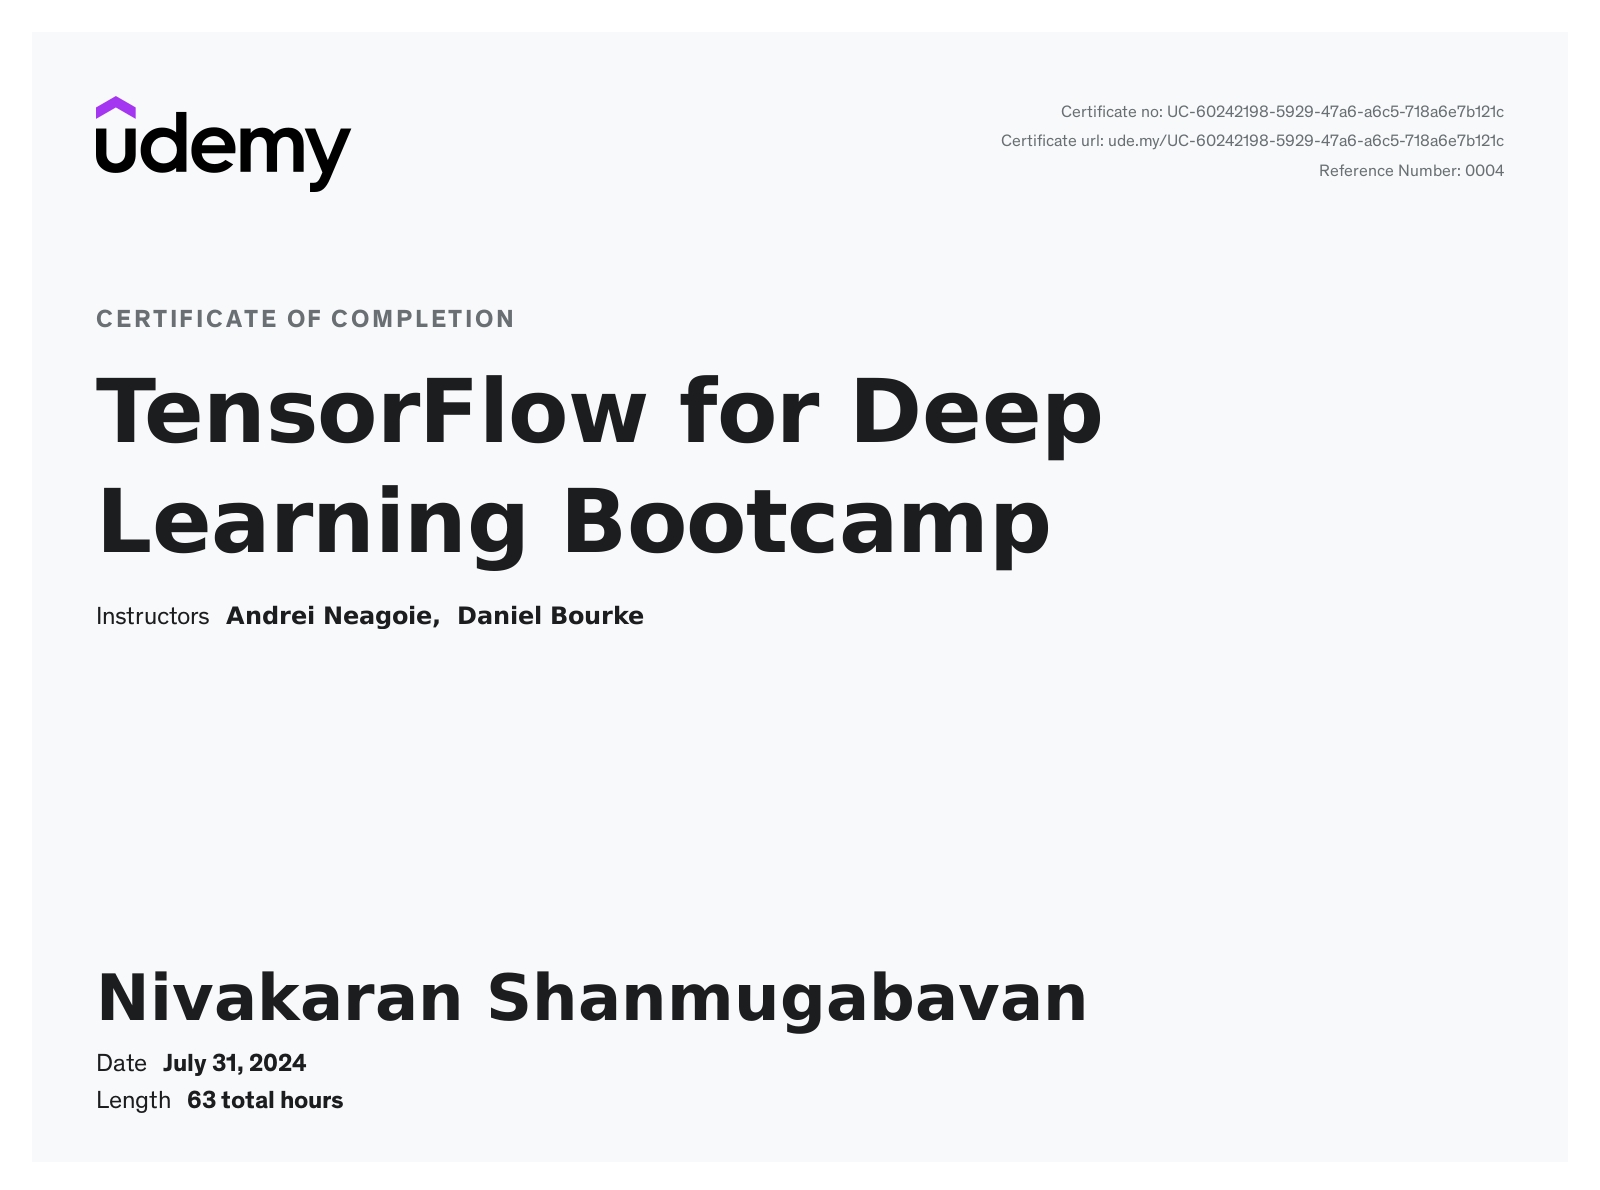 udemy
Certificate no: UC-60242198-5929-47a6-a6c5-718a6e7b121c
Certificate url: ude.my/UC-60242198-5929-47a6-a6c5-718a6e7b121c
Reference Number: 0004
CERTIFICATE OF COMPLETION
TensorFlow for Deep
Learning Bootcamp
Instructors Andrei Neagoie, Daniel Bourke
Nivakaran Shanmugabavan
Date July 31, 2024
Length 63 total hours